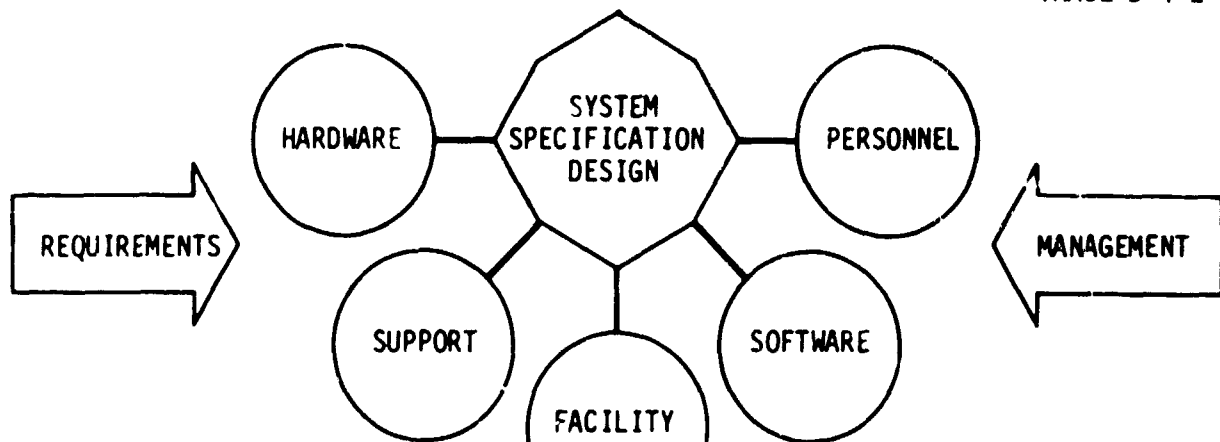 SYSTEM
SPECIFICATION
DESIGN
HARDWARE
PERSONNEL
REQUIREMENTS
MANAGEMENT
SUPPORT
SOFTWARE
FACILITY